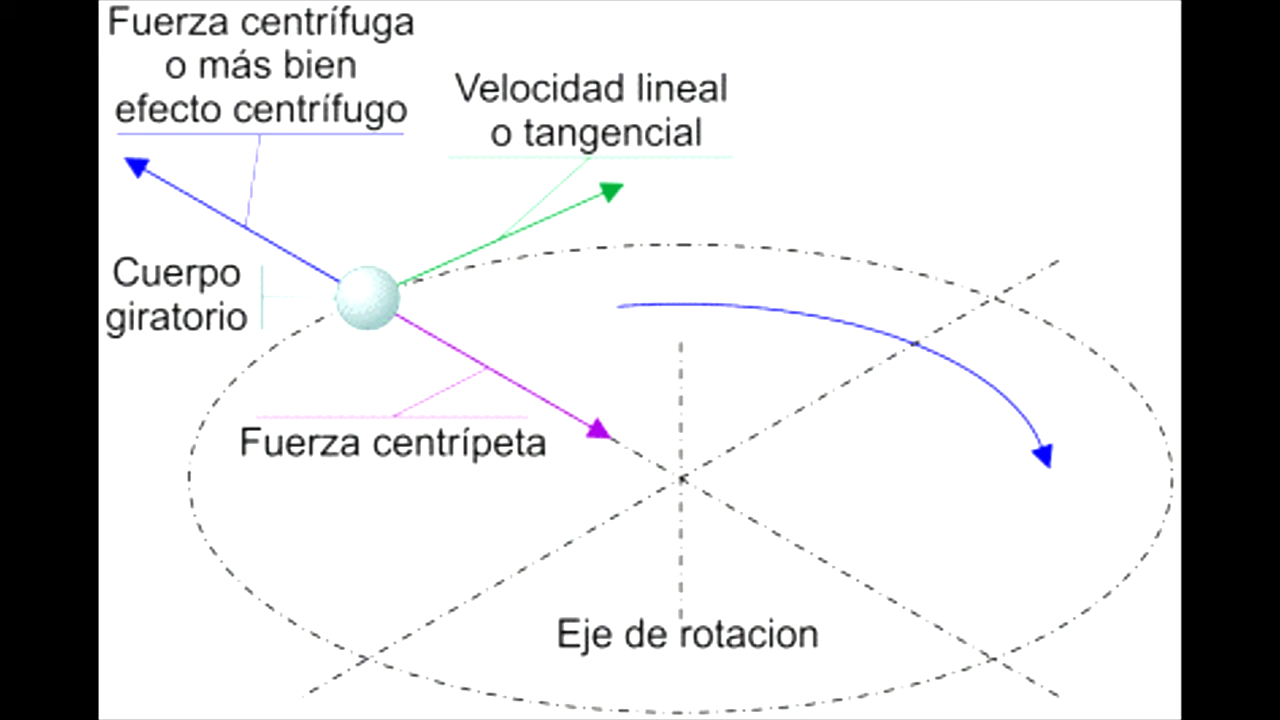 Fuerza centrífuga
o más bien
efecto centrífugo
Velocidad lineal
o tangencial
Cuerpo
giratorio
Fuerza centrípeta
Eje de rotacion